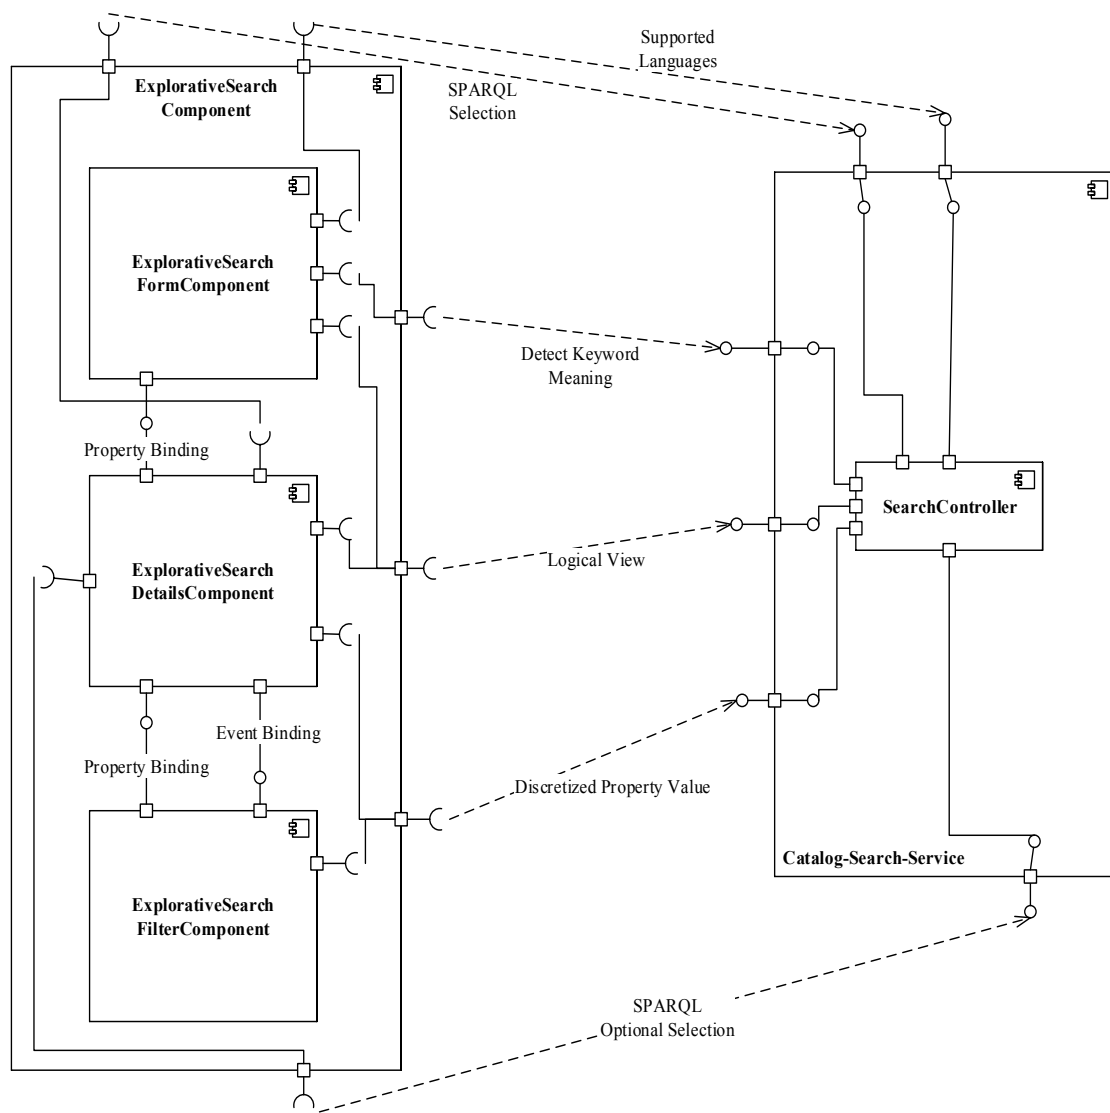 Supported
Languages
ExplorativeSearch
Component
SPARQL
Selection
ExplorativeSearch
FormComponent
Detect Keyword
Meaning
Property Binding
SearchController
ExplorativeSearch
DetailsComponent
Logical View
Event Binding
Property Binding
Discretized Property Value
Catalog-Search-Service
ExplorativeSearch
FilterComponent
SPARQL
Optional Selection